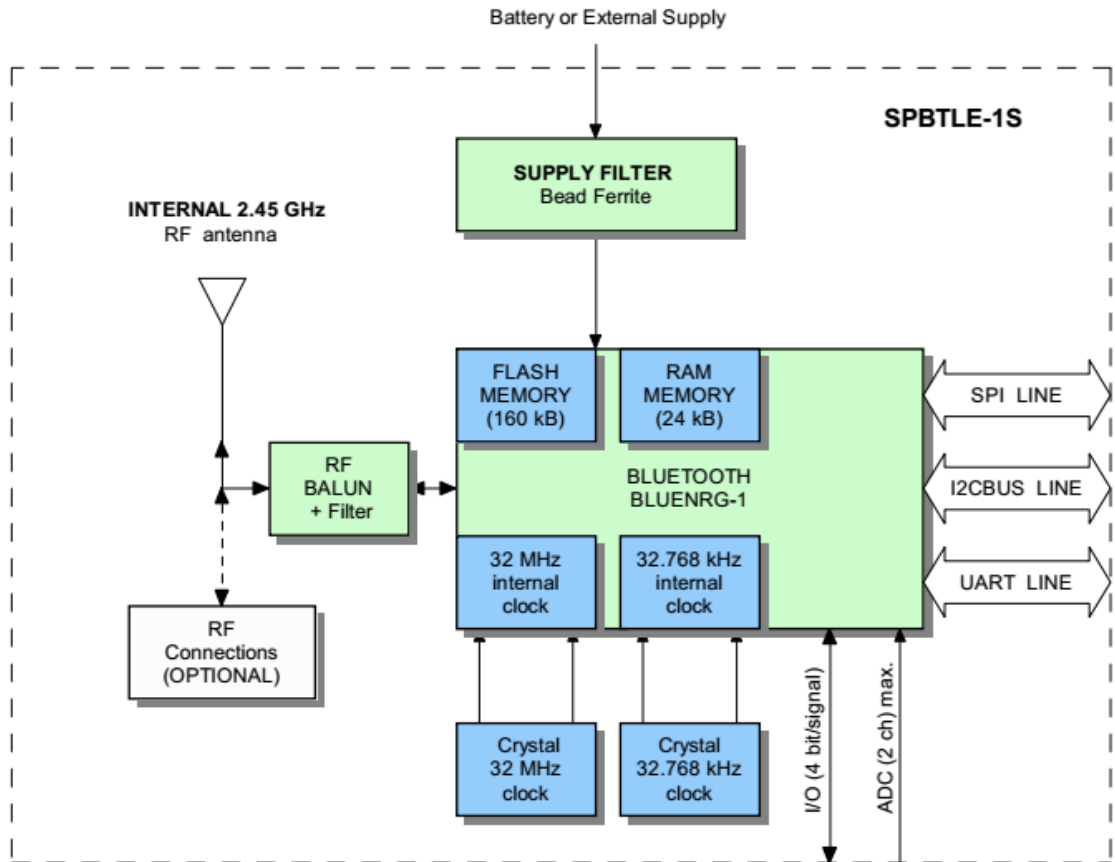 Battery or External Supply
SPBTLE-1S
SUPPLY FILTER
Bead Ferrite
INTERNAL 2.45 GHz
RF antenna
FLASH
MEMORY
(160 kB)
RAM
MEMORY
(24 kB)
SPI LINE
RF
BALUN
+ Filter
BLUETOOTH
BLUENRG-1
I2CBUS LINE
32 MHz
internal
clock
32.768 kHz
internal
clock
UART LINE
RF
Connections
(OPTIONAL)
Crystal
32 MHz
clock
Crystal
32.768 kHz
clock
I/O (4 bit/signal)
ADC (2 ch) max.